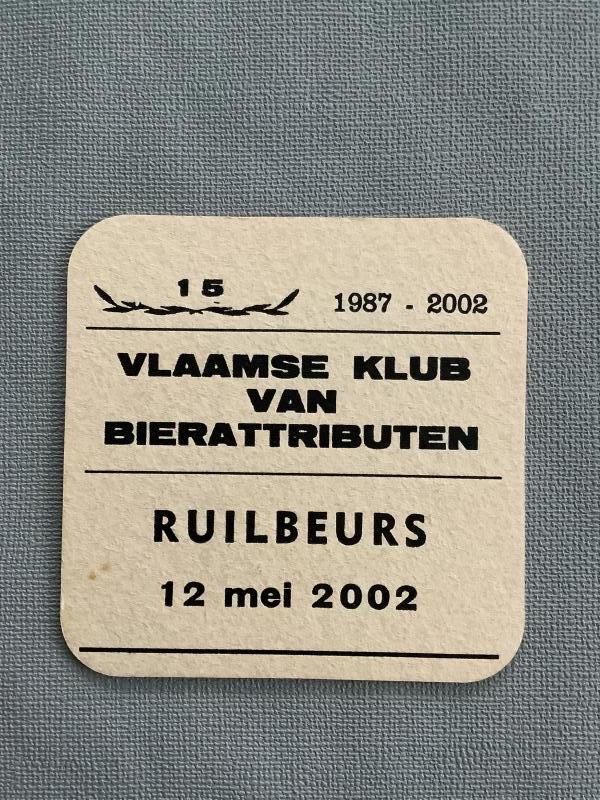 15
1987 - 2002
VLAAMSE KLUB
VAN
BIERATTRIBUTEN
RUILBEURS
12 mei 2002